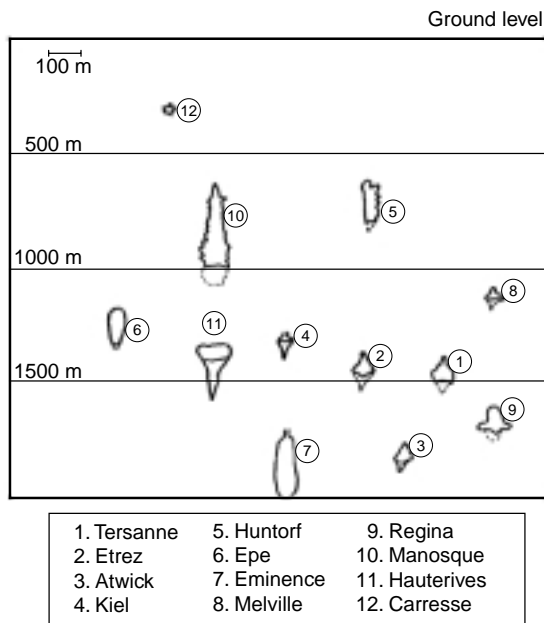 Ground level
100 m
12
500 m
10
5
1000 m
8
6
11
4
2
1
1500 m
9
7
3
1. Tersanne 5. Huntorf 9. Regina
2. Etrez 6. Epe 10. Manosque
3. Atwick 7. Eminence 11. Hauterives
4. Kiel 8. Melville 12. Carresse